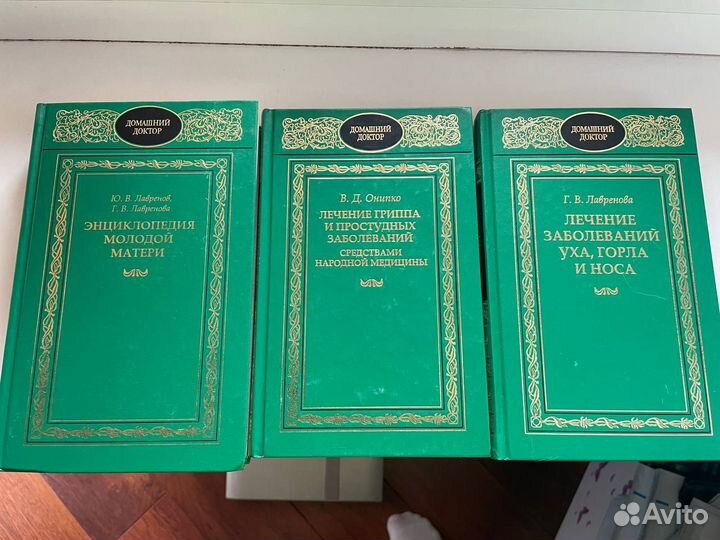 ДОМАШНИЙ
ДОКТОР
Ю. В. Лавренов,
Г. В. Лавренова
ЭНЦИКЛОПЕДИЯ
МОЛОДОЙ
МАТЕРИ
ДОМАШНИЙ
ДОКТОР
В. Д. Онипко
ЛЕЧЕНИЕ ГРИППА
И ПРОСТУДНЫХ
ЗАБОЛЕВАНИЙ
СРЕДСТВАМИ
НАРОДНОЙ МЕДИЦИНЫ
ДОМАШНИЙ
ДОКТОР
Г. В. Лавренова
ЛЕЧЕНИЕ
ЗАБОЛЕВАНИЙ
УХА, ГОРЛА
И НОСА
Avito